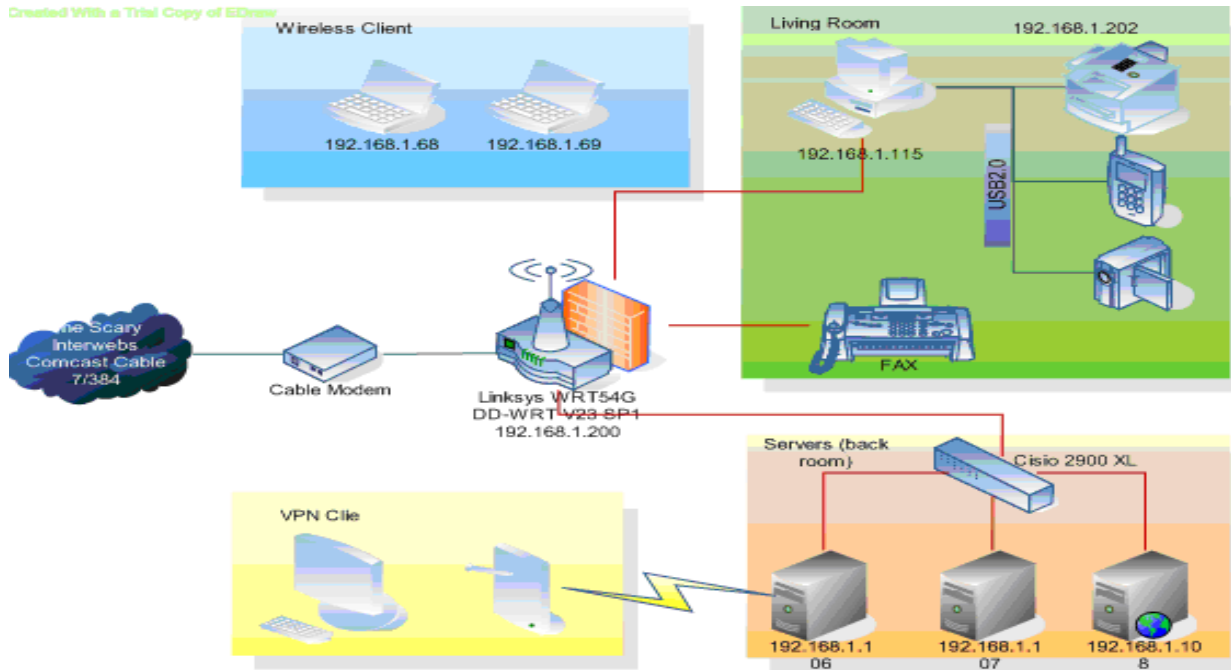 Created With a Trial Copy of EDraw
Wireless Client
192.168.1.68
192.168.1.69
Living Room
192.168.1.202
192.168.1.115
USB2.0
FAX
Scary
Interwebs
Comcast Cable
7/384
Cable Modem
Linksys WRT54G
DD-WRT V23 SP1
192.168.1.200
Servers (back
room)
Cisio 2900 XL
VPN Clie
192.168.1.1
06
192.168.1.1
07
192.168.1.10
8